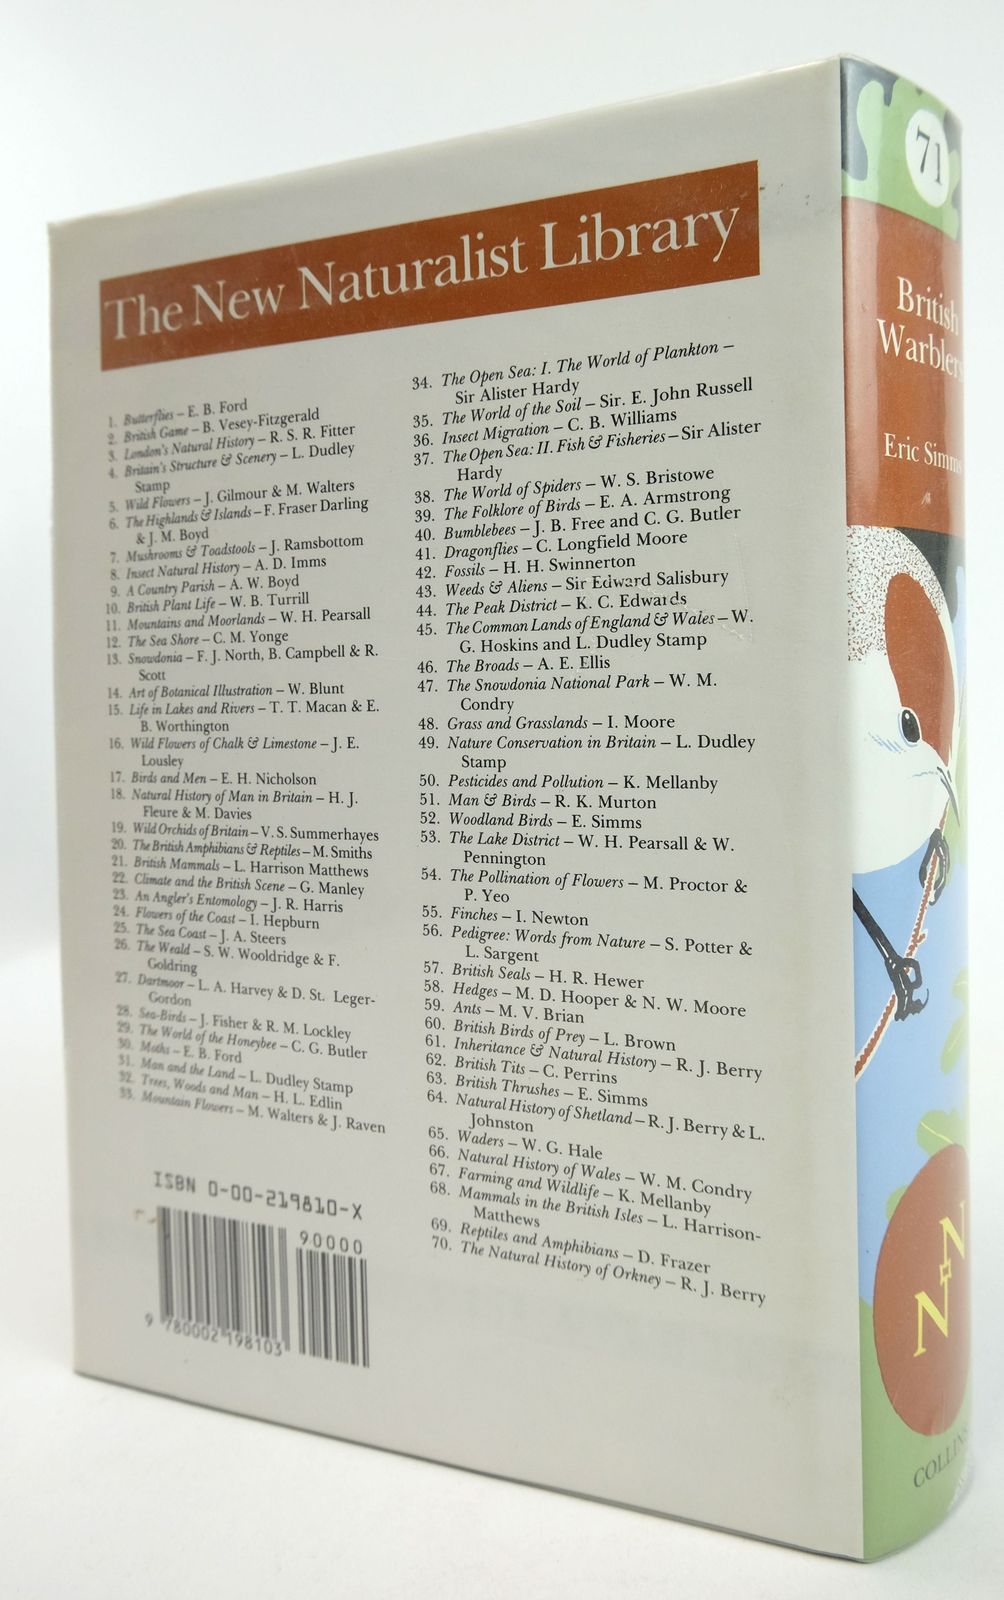 The New Naturalist Library
1. Butterflies – E. B. Ford
2. British Game – B. Vesey-Fitzgerald
3. London's Natural History – R. S. R. Fitter
4. Britain's Structure & Scenery – L. Dudley
Stamp
5. Wild Flowers – J. Gilmour & M. Walters
6. The Highlands & Islands – F. Fraser Darling
& J. M. Boyd
7. Mushrooms & Toadstools – J. Ramsbottom
8. Insect Natural History – A. D. Imms
9. A Country Parish – A. W. Boyd
10. British Plant Life – W. B. Turrill
11. Mountains and Moorlands – W. H. Pearsall
12. The Sea Shore – C. M. Yonge
13. Snowdonia – F. J. North, B. Campbell & R.
Scott
14. Art of Botanical Illustration – W. Blunt
15. Life in Lakes and Rivers – T. T. Macan & E.
B. Worthington
16. Wild Flowers of Chalk & Limestone – J. E.
Lousley
17. Birds and Men – E. H. Nicholson
18. Natural History of Man in Britain – H. J.
Fleure & M. Davies
19. Wild Orchids of Britain – V. S. Summerhayes
20. The British Amphibians & Reptiles – M. Smiths
21. British Mammals – L. Harrison Matthews
22. Climate and the British Scene – G. Manley
23. An Angler's Entomology – J. R. Harris
24. Flowers of the Coast – I. Hepburn
25. The Sea Coast – J. A. Steers
26. The Weald – S. W. Wooldridge & F.
Goldring
27. Dartmoor – L. A. Harvey & D. St. Leger-
Gordon
28. Sea-Birds – J. Fisher & R. M. Lockley
29. The World of the Honeybee – C. G. Butler
30. Moths – E. B. Ford
31. Man and the Land – L. Dudley Stamp
32. Trees, Woods and Man – H. L. Edlin
33. Mountain Flowers – M. Walters & J. Raven
34. The Open Sea: I. The World of Plankton –
Sir Alister Hardy
35. The World of the Soil – Sir. E. John Russell
36. Insect Migration – C. B. Williams
37. The Open Sea: II. Fish & Fisheries – Sir Alister
Hardy
38. The World of Spiders – W. S. Bristowe
39. The Folklore of Birds – E. A. Armstrong
40. Bumblebees – J. B. Free and C. G. Butler
41. Dragonflies – C. Longfield Moore
42. Fossils – H. H. Swinnerton
43. Weeds & Aliens – Sir Edward Salisbury
44. The Peak District – K. C. Edwards
45. The Common Lands of England & Wales – W.
G. Hoskins and L. Dudley Stamp
46. The Broads – A. E. Ellis
47. The Snowdonia National Park – W. M.
Condry
48. Grass and Grasslands – I. Moore
49. Nature Conservation in Britain – L. Dudley
Stamp
50. Pesticides and Pollution – K. Mellanby
51. Man & Birds – R. K. Murton
52. Woodland Birds – E. Simms
53. The Lake District – W. H. Pearsall & W.
Pennington
54. The Pollination of Flowers – M. Proctor &
P. Yeo
55. Finches – I. Newton
56. Pedigree: Words from Nature – S. Potter &
L. Sargent
57. British Seals – H. R. Hewer
58. Hedges – M. D. Hooper & N. W. Moore
59. Ants – M. V. Brian
60. British Birds of Prey – L. Brown
61. Inheritance & Natural History – R. J. Berry
62. British Tits – C. Perrins
63. British Thrushes – E. Simms
64. Natural History of Shetland – R. J. Berry & L.
Johnston
65. Waders – W. G. Hale
66. Natural History of Wales – W. M. Condry
67. Farming and Wildlife – K. Mellanby
68. Mammals in the British Isles – L. Harrison-
Matthews
69. Reptiles and Amphibians – D. Frazer
70. The Natural History of Orkney – R. J. Berry
ISBN 0-00-219810-X
90000
9 780002 198103
71
British
Warblers
Eric Simms
NN
COLLINS